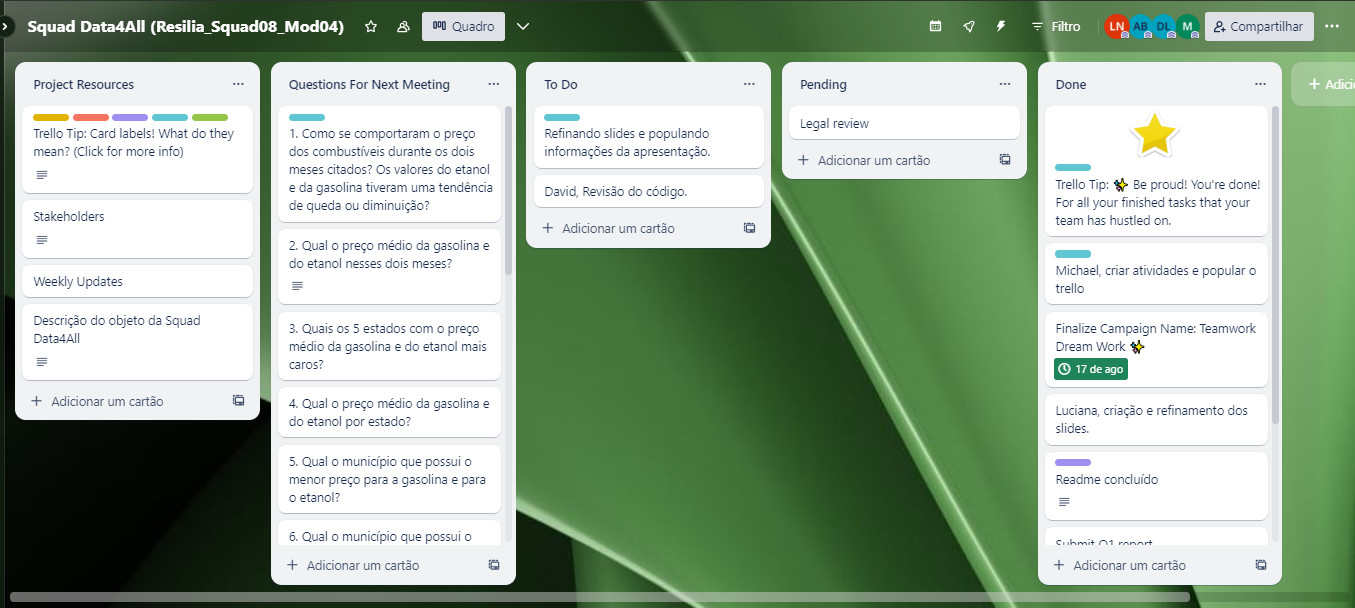 Squad Data4All (Resilia_Squad08_Mod04)
Quadro
Filtro
LN
AB
DL
M
Compartilhar
Project Resources
Trello Tip: Card labels! What do they
mean? (Click for more info)
Stakeholders
Weekly Updates
Descrição do objeto da Squad
Data4All
Adicionar um cartão
Questions For Next Meeting
1. Como se comportaram o preço
dos combustíveis durante os dois
meses citados? Os valores do etanol
e da gasolina tiveram uma tendência
de queda ou diminuição?
2. Qual o preço médio da gasolina e
do etanol nesses dois meses?
3. Quais os 5 estados com o preço
médio da gasolina e do etanol mais
caros?
4. Qual o preço médio da gasolina e
do etanol por estado?
5. Qual o município que possui o
menor preço para a gasolina e para
o etanol?
6. Qual o município que possui o
Adicionar um cartão
To Do
Refinando slides e populando
informações da apresentação.
David, Revisão do código.
Adicionar um cartão
Pending
Legal review
Adicionar um cartão
Done
Trello Tip: ✨ Be proud! You're done!
For all your finished tasks that your
team has hustled on.
Michael, criar atividades e popular o
trello
Finalize Campaign Name: Teamwork
Dream Work ✨
17 de ago
Luciana, criação e refinamento dos
slides.
Readme concluído
Submit Q1 report
Adicionar um cartão
Adici